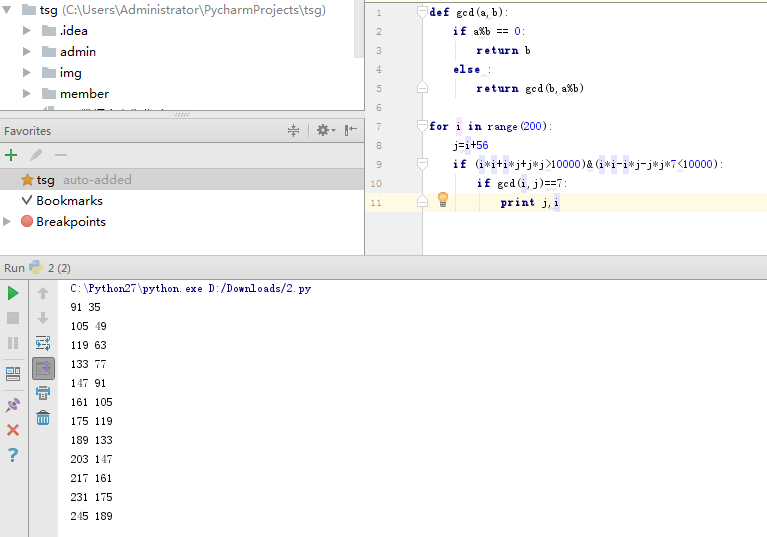 tsg (C:\Users\Administrator\PycharmProjects\tsg)
.idea
admin
img
member
Favorites
tsg auto-added
Bookmarks
Breakpoints
1 def gcd(a,b):
2 if a%b == 0:
3 return b
4 else :
5 return gcd(b,a%b)
6
7 for i in range(200):
8 j=i+56
9 if (i*i+i*j+j*j>10000)&(i*i-i*j-j*j*7<10000):
10 if gcd(i,j)==7:
11 print j,i
Run 2 (2)
C:\Python27\python.exe D:/Downloads/2.py
91 35
105 49
119 63
133 77
147 91
161 105
175 119
189 133
203 147
217 161
231 175
245 189